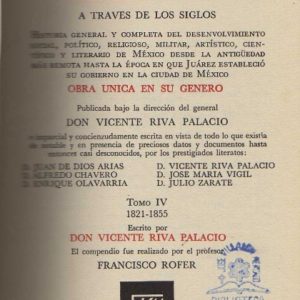 A TRAVES DE LOS SIGLOS
HISTORIA GENERAL Y COMPLETA DEL DESENVOLVIMIENTO
SOCIAL, POLÍTICO, RELIGIOSO, MILITAR, ARTÍSTICO, CIEN-
TÍFICO Y LITERARIO DE MÉXICO DESDE LA ANTIGÜEDAD
MÁS REMOTA HASTA LA ÉPOCA EN QUE JUÁREZ ESTABLECIÓ
SU GOBIERNO EN LA CIUDAD DE MÉXICO
OBRA UNICA EN SU GENERO
Publicada bajo la dirección del general
DON VICENTE RIVA PALACIO
e imparcial y concienzudamente escrita en vista de todo lo que existía
de notable y en presencia de preciosos datos y documentos hasta
entonces casi desconocidos, por los prestigiados literatos:
D. JUAN DE DIOS ARIAS D. VICENTE RIVA PALACIO
D. ALFREDO CHAVERO D. JOSE MARIA VIGIL
D. ENRIQUE OLAVARRIA D. JULIO ZARATE
TOMO IV
1821-1855
Escrito por
DON VICENTE RIVA PALACIO
El compendio fue realizado por el profesor
FRANCISCO ROFER